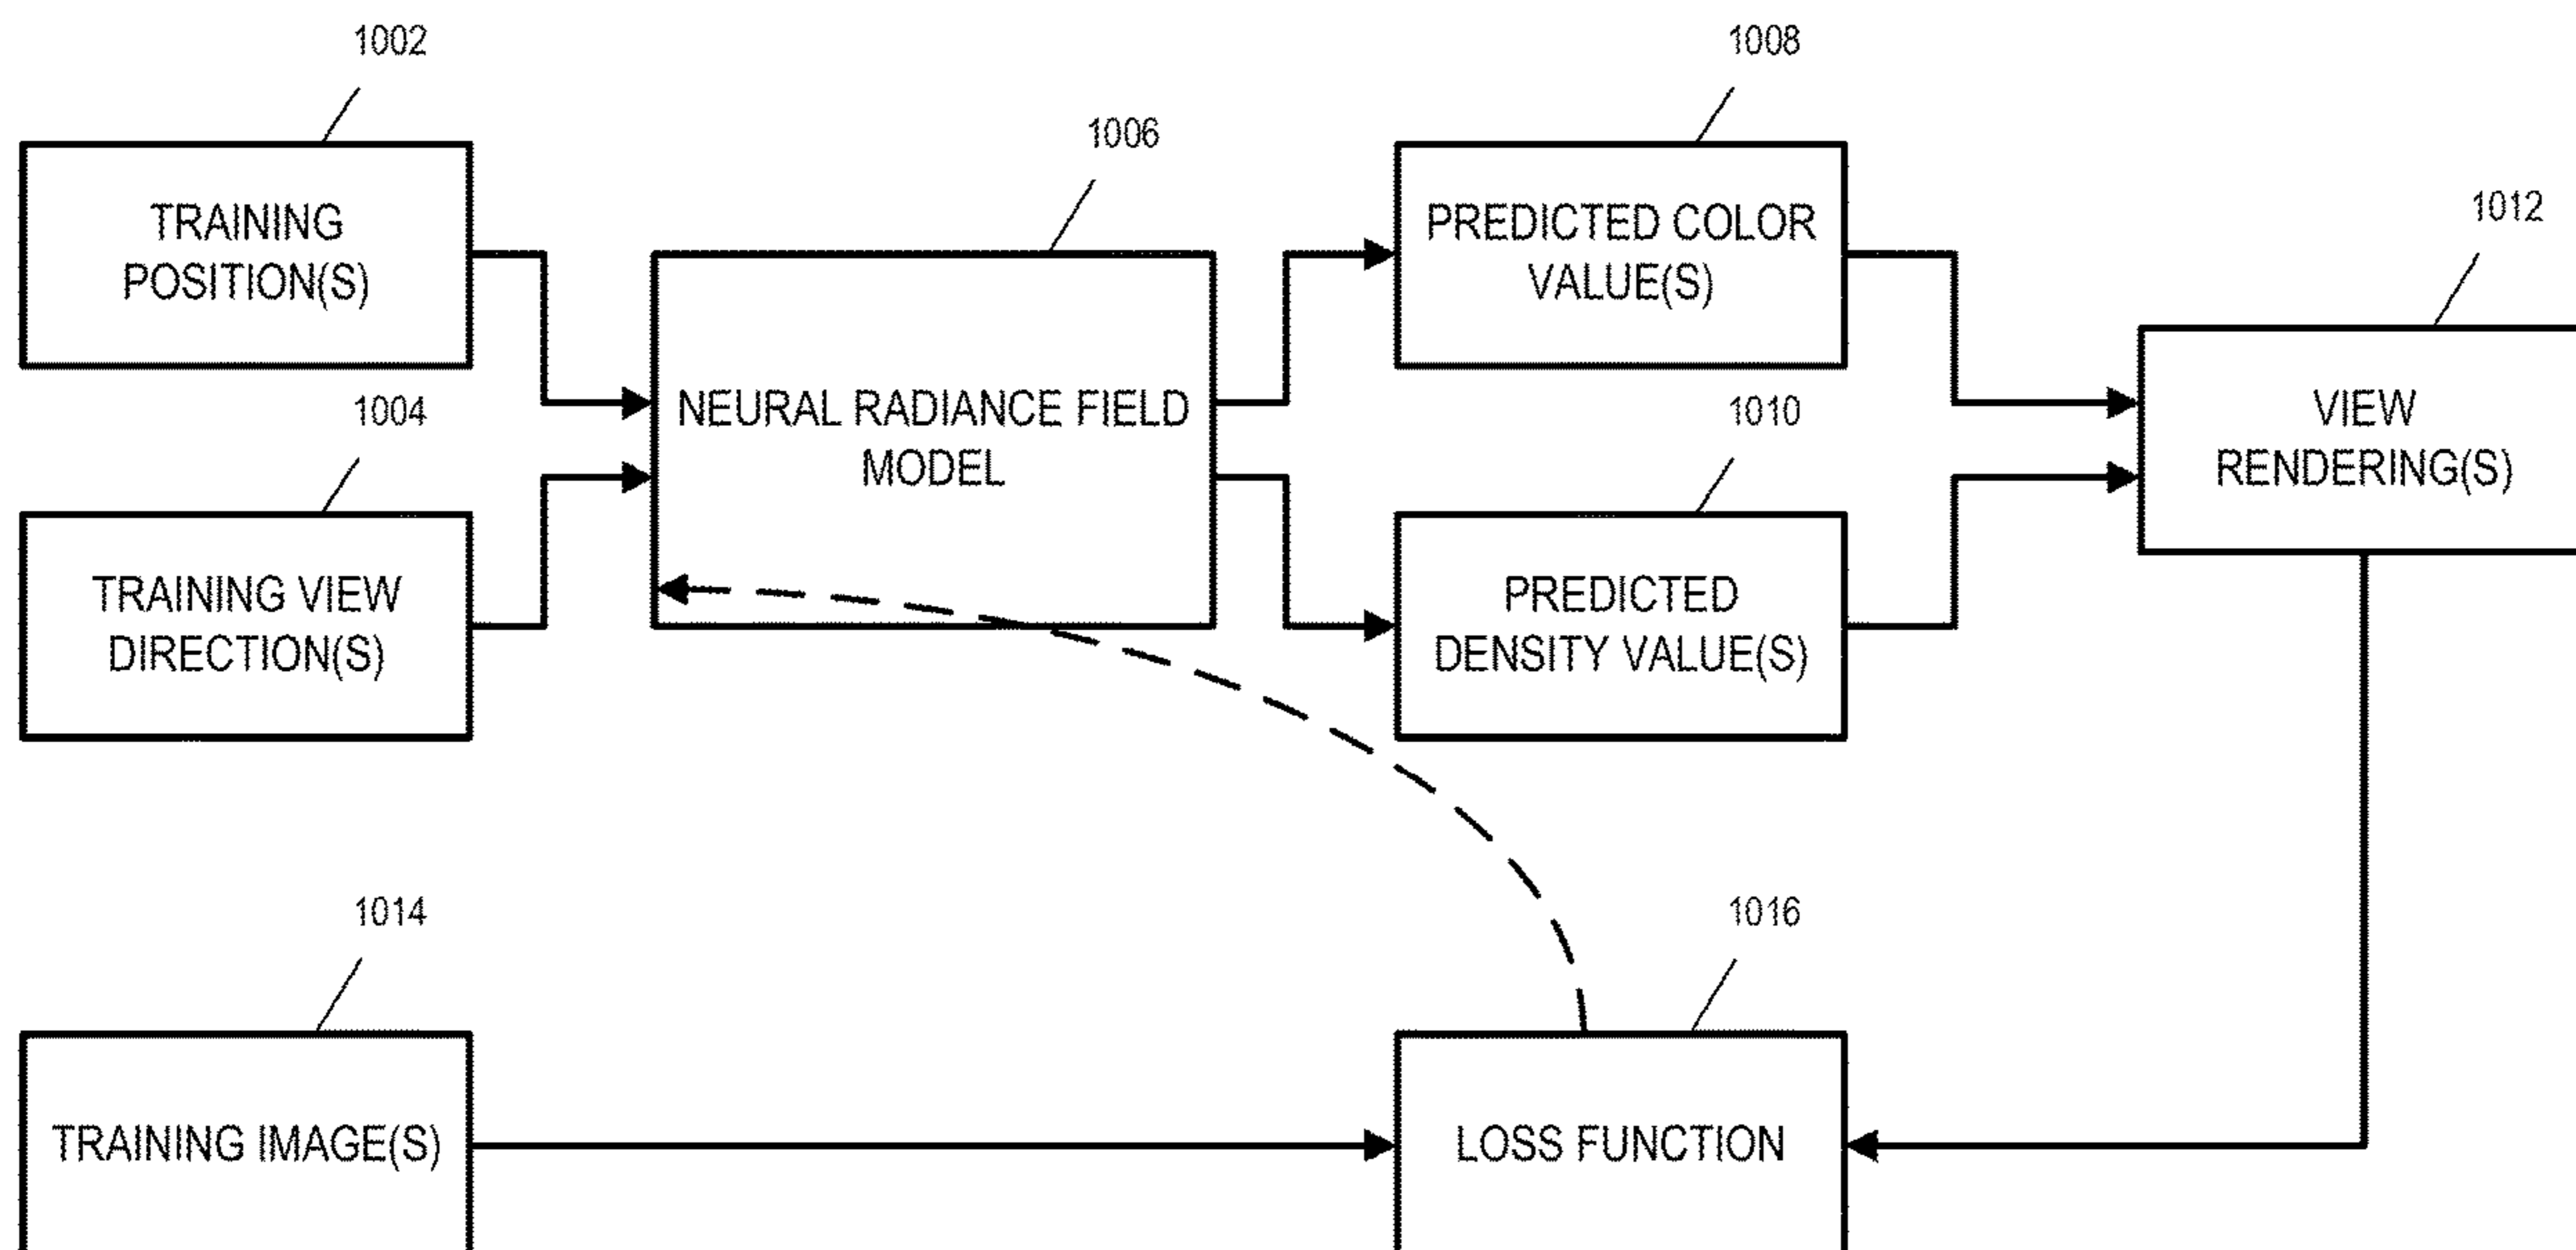 1002
TRAINING
POSITION(S)
1004
TRAINING VIEW
DIRECTION(S)
1006
NEURAL RADIANCE FIELD
MODEL
1008
PREDICTED COLOR
VALUE(S)
1010
PREDICTED
DENSITY VALUE(S)
1012
VIEW
RENDERING(S)
1014
TRAINING IMAGE(S)
1016
LOSS FUNCTION